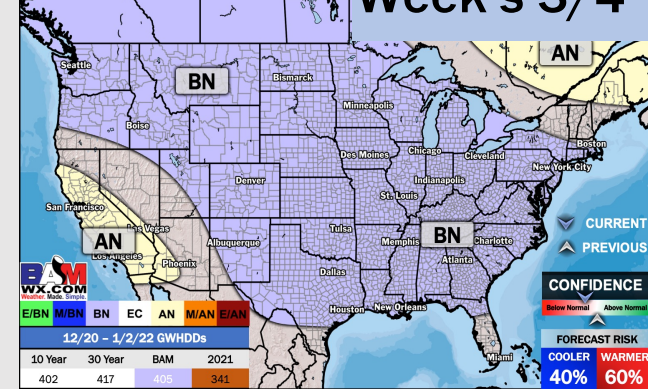 Week's 3/4
AN
Seattle
BN
Bismarck
Minneapolis
Boise
Boston
Des Moines
Chicago
Cleveland
New York City
Denver
Indianapolis
St. Louis
San Francisco
Las Vegas
Tulsa
BN
CURRENT
AN
Albuquerque
Memphis
Charlotte
PREVIOUS
Los Angeles
Phoenix
Atlanta
BAM
WX.COM
Weather. Made. Simple.
Dallas
CONFIDENCE
Houston
New Orleans
Below Normal Above Normal
E/BN M/BN BN EC AN M/AN E/AN
12/20 – 1/2/22 GWHDDs
FORECAST RISK
10 Year 30 Year BAM 2021
Miami
COOLER WARMER
402 417 405 341
40% 60%